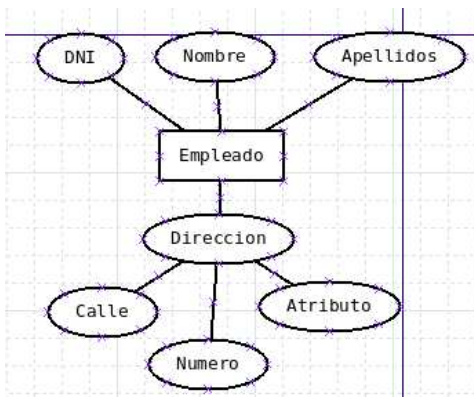 DNI
Nombre
Apellidos
Empleado
Direccion
Calle
Atributo
Numero